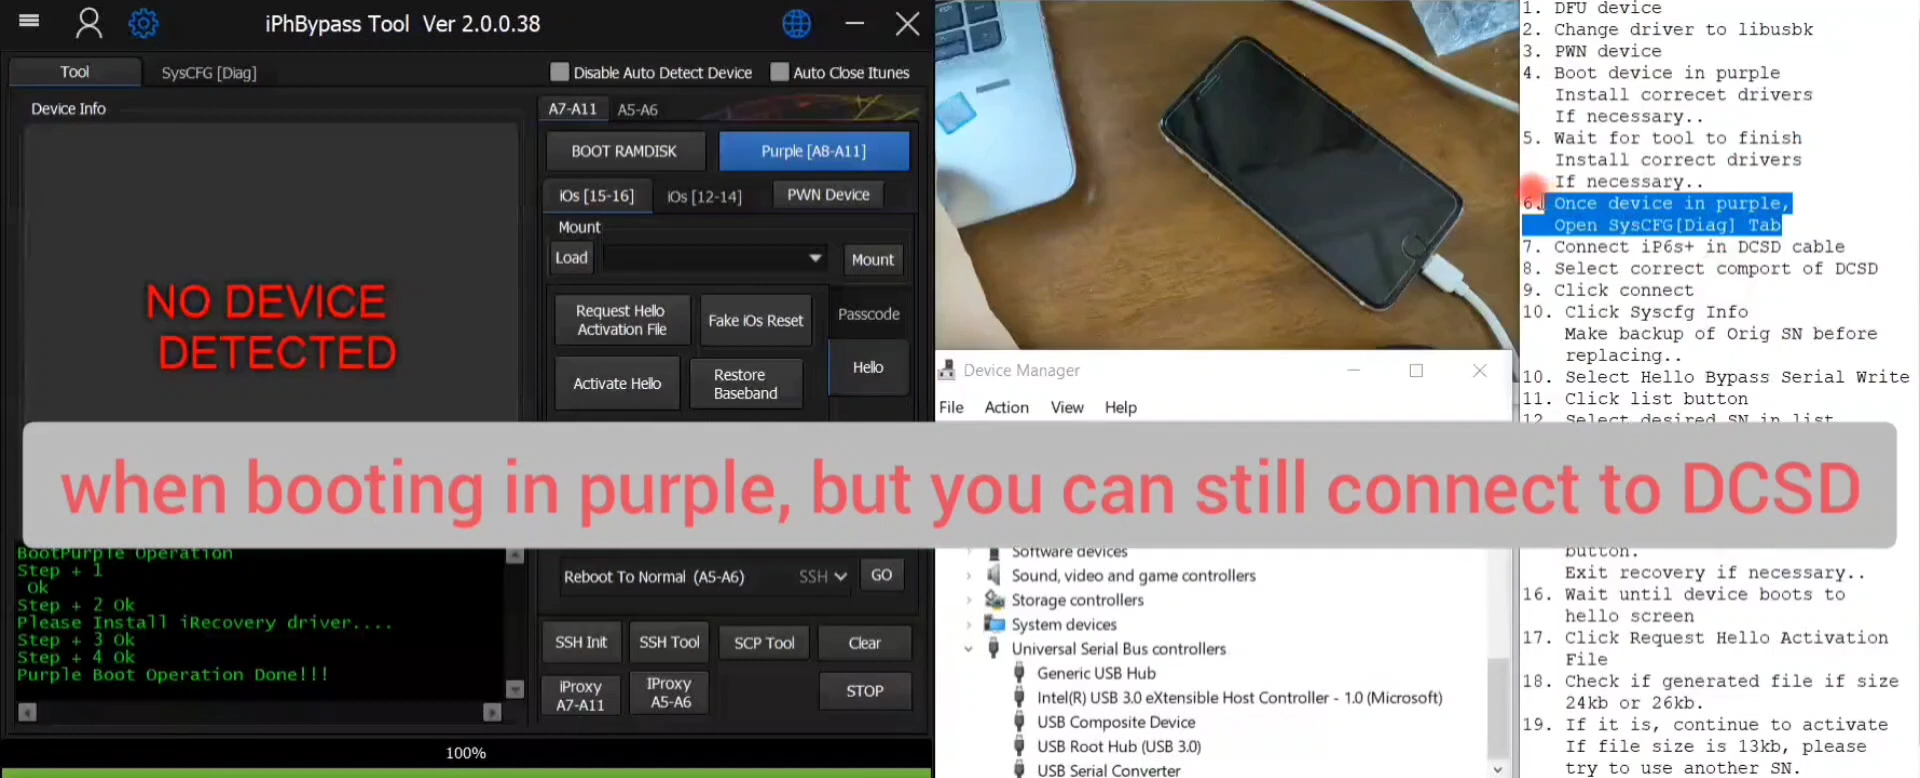 iPhBypass Tool Ver 2.0.0.38
Tool
SysCFG [Diag]
Disable Auto Detect Device
Auto Close Itunes
Device Info
NO DEVICE
DETECTED
A7-A11
A5-A6
BOOT RAMDISK
Purple [A8-A11]
iOs [15-16]
iOs [12-14]
PWN Device
Mount
Load
Mount
Request Hello
Activation File
Fake iOs Reset
Passcode
Activate Hello
Restore
Baseband
Hello
when booting in purple, but you can still connect to DCSD
BootPurple Operation
Step + 1
Ok
Step + 2 Ok
Please Install iRecovery driver....
Step + 3 Ok
Step + 4 Ok
Purple Boot Operation Done!!!
Reboot To Normal (A5-A6)
SSH
GO
SSH Init
SSH Tool
SCP Tool
Clear
iProxy
A7-A11
IProxy
A5-A6
STOP
100%
Device Manager
File Action View Help
Software devices
Sound, video and game controllers
Storage controllers
System devices
Universal Serial Bus controllers
Generic USB Hub
Intel(R) USB 3.0 eXtensible Host Controller - 1.0 (Microsoft)
USB Composite Device
USB Root Hub (USB 3.0)
USB Serial Converter
1. DFU device
2. Change driver to libusbk
3. PWN device
4. Boot device in purple
Install correcet drivers
If necessary..
5. Wait for tool to finish
Install correct drivers
If necessary..
6. Once device in purple,
Open SysCFG[Diag] Tab
7. Connect iP6s+ in DCSD cable
8. Select correct comport of DCSD
9. Click connect
10. Click Syscfg Info
Make backup of Orig SN before
replacing..
10. Select Hello Bypass Serial Write
11. Click list button
12. Select desired SN in list
button.
Exit recovery if necessary..
16. Wait until device boots to
hello screen
17. Click Request Hello Activation
File
18. Check if generated file if size
24kb or 26kb.
19. If it is, continue to activate
If file size is 13kb, please
try to use another SN.